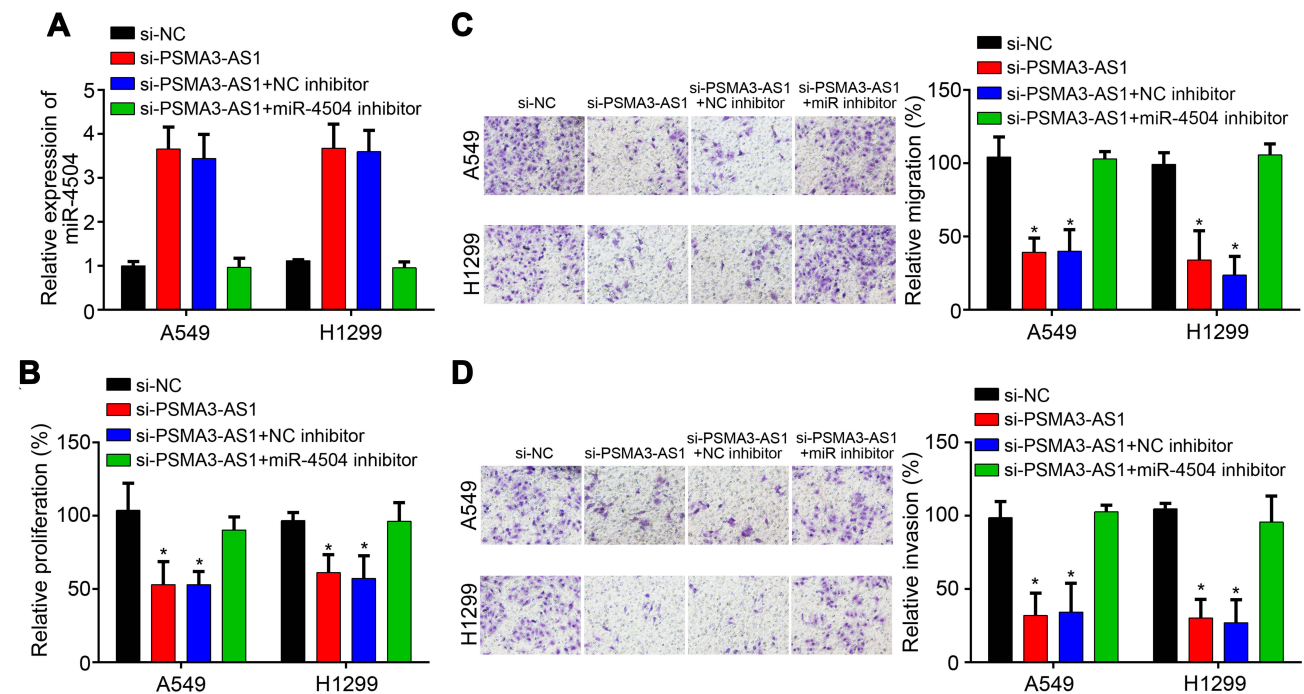 A
si-NC
si-PSMA3-AS1
si-PSMA3-AS1+NC inhibitor
si-PSMA3-AS1+miR-4504 inhibitor
Relative expressioin of
miR-4504
5
4
3
2
1
0
A549
H1299
B
si-NC
si-PSMA3-AS1
si-PSMA3-AS1+NC inhibitor
si-PSMA3-AS1+miR-4504 inhibitor
Relative proliferation (%)
150
100
50
0
* * * *
A549
H1299
C
si-NC
si-PSMA3-AS1
si-PSMA3-AS1
+NC inhibitor
si-PSMA3-AS1
+miR inhibitor
A549
H1299
si-NC
si-PSMA3-AS1
si-PSMA3-AS1+NC inhibitor
si-PSMA3-AS1+miR-4504 inhibitor
Relative migration (%)
150
100
50
0
* * * *
A549
H1299
D
si-NC
si-PSMA3-AS1
si-PSMA3-AS1
+NC inhibitor
si-PSMA3-AS1
+miR inhibitor
A549
H1299
si-NC
si-PSMA3-AS1
si-PSMA3-AS1+NC inhibitor
si-PSMA3-AS1+miR-4504 inhibitor
Relative invasion (%)
150
100
50
0
* * * *
A549
H1299